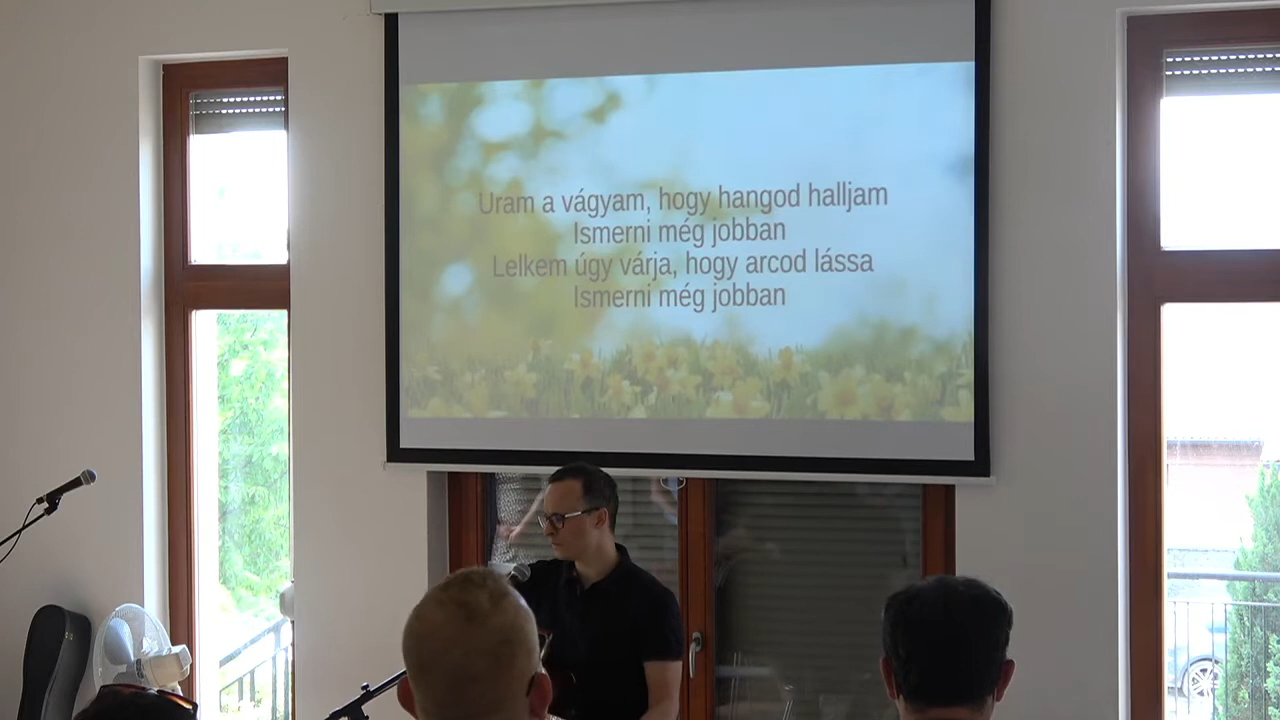 Uram a vágyam, hogy hangod halljam
Ismerni még jobban
Lelkem úgy várja, hogy arcod lássa
Ismerni még jobban